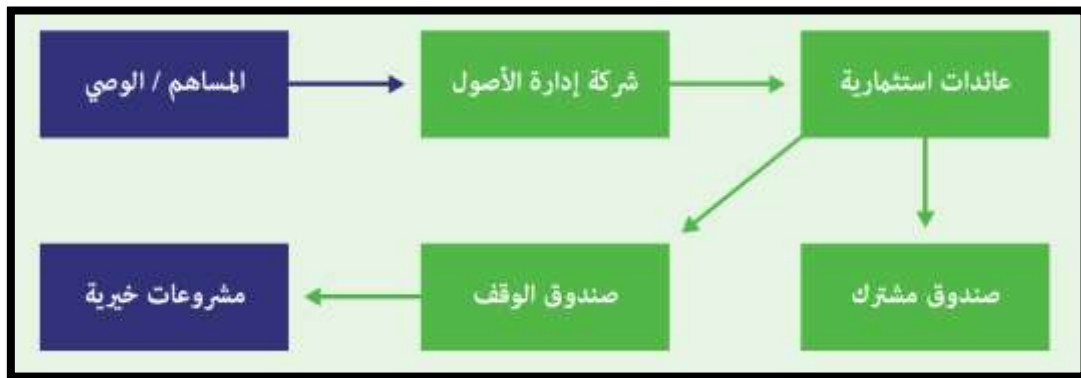 المساهم / الوصي
شركة إدارة الأصول
عائدات استثمارية
مشروعات خيرية
صندوق الوقف
صندوق مشترك